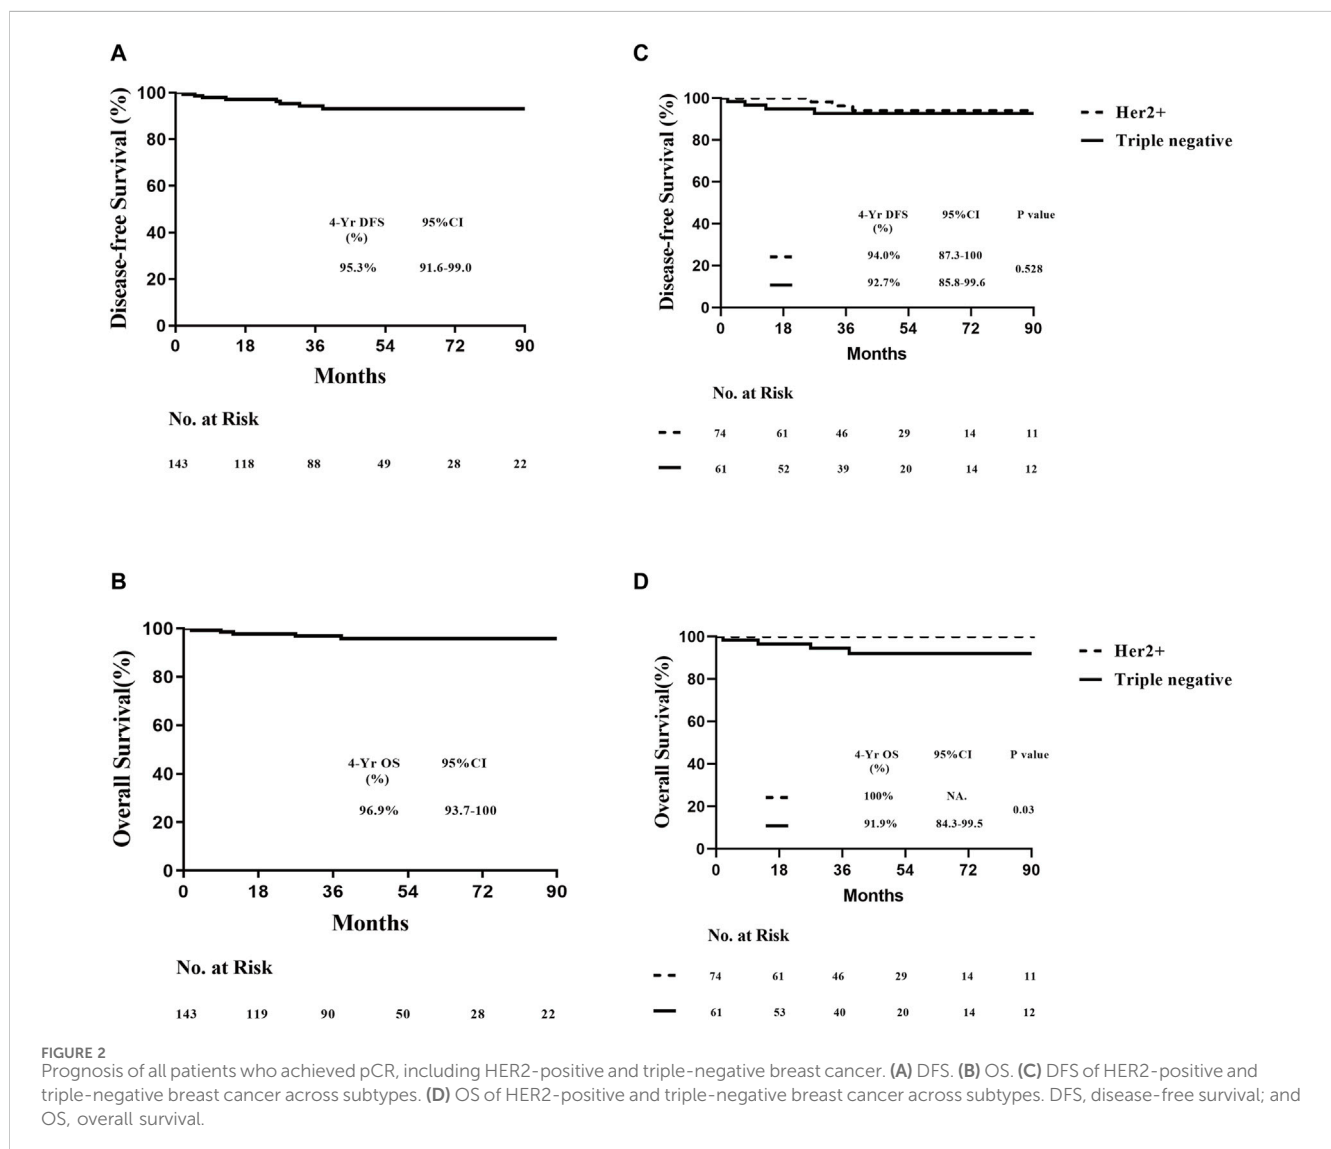 A
Disease-free Survival (%)
100
80
60
40
20
0
0 18 36 54 72 90
Months
4-Yr DFS 95%CI
(%)
95.3% 91.6-99.0
No. at Risk
143 118 88 49 28 22
C
Disease-free Survival (%)
100
80
60
40
20
0
0 18 36 54 72 90
Months
Her2+
Triple negative
4-Yr DFS 95%CI P value
(%)
94.0% 87.3-100
0.528
92.7% 85.8-99.6
No. at Risk
74 61 46 29 14 11
61 52 39 20 14 12
B
Overall Survival(%)
100
80
60
40
20
0
0 18 36 54 72 90
Months
4-Yr OS 95%CI
(%)
96.9% 93.7-100
No. at Risk
143 119 90 50 28 22
D
Overall Survival(%)
100
80
60
40
20
0
0 18 36 54 72 90
Months
Her2+
Triple negative
4-Yr OS 95%CI P value
(%)
100% NA.
0.03
91.9% 84.3-99.5
No. at Risk
74 61 46 29 14 11
61 53 40 20 14 12
FIGURE 2
Prognosis of all patients who achieved pCR, including HER2-positive and triple-negative breast cancer. (A) DFS. (B) OS. (C) DFS of HER2-positive and
triple-negative breast cancer across subtypes. (D) OS of HER2-positive and triple-negative breast cancer across subtypes. DFS, disease-free survival; and
OS, overall survival.